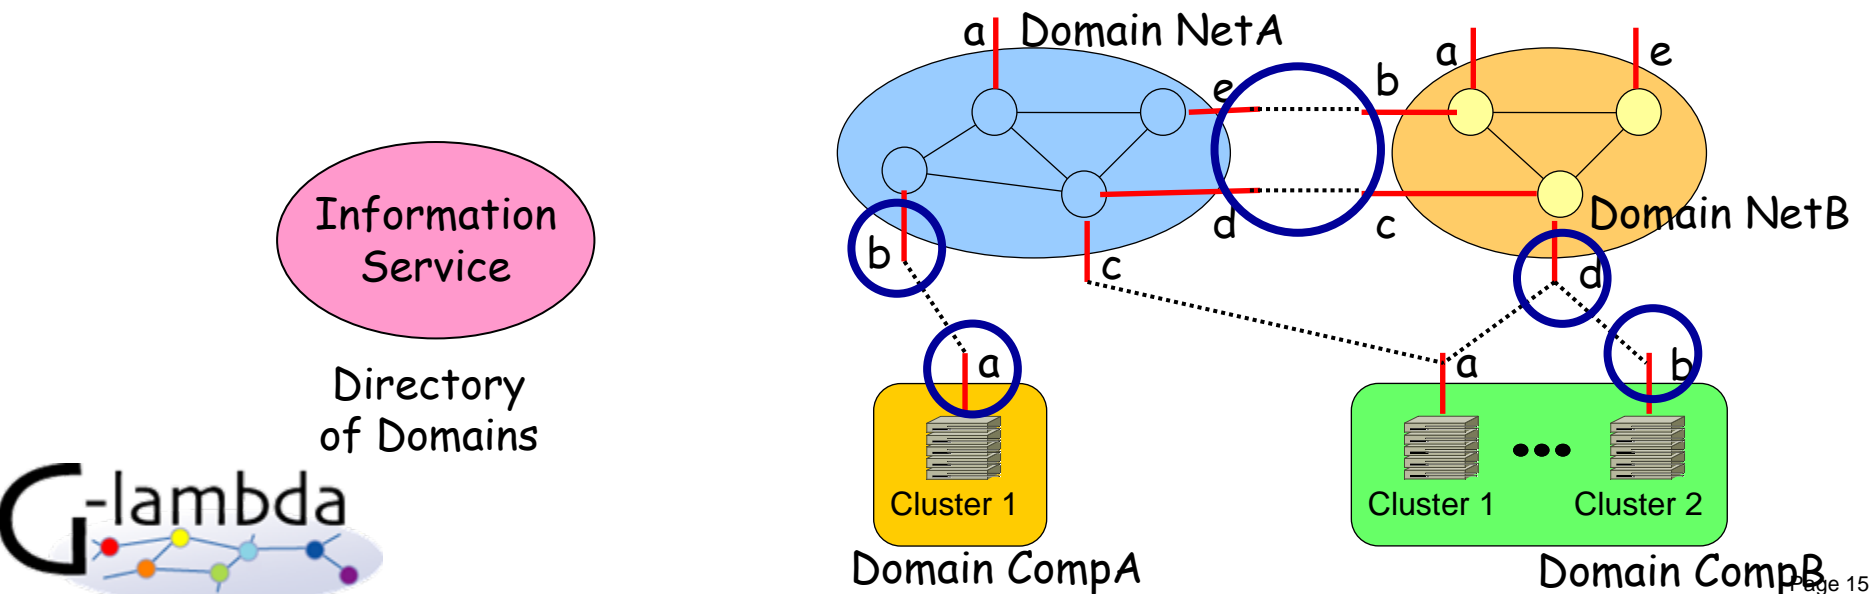 a Domain NetA
a e
e b
Information
Service
d c
Domain NetB
b c d
Directory
of Domains
a a b
G-lambda
Cluster 1 Cluster 1 Cluster 2
Domain CompA Domain CompB
Page 15